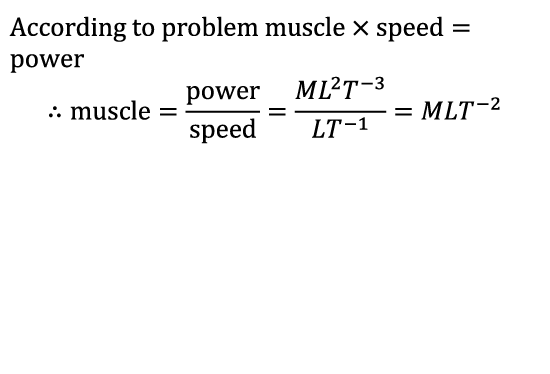 According to problem muscle × speed =
power
∴ muscle = power/speed = ML²T⁻³/LT⁻¹ = MLT⁻²